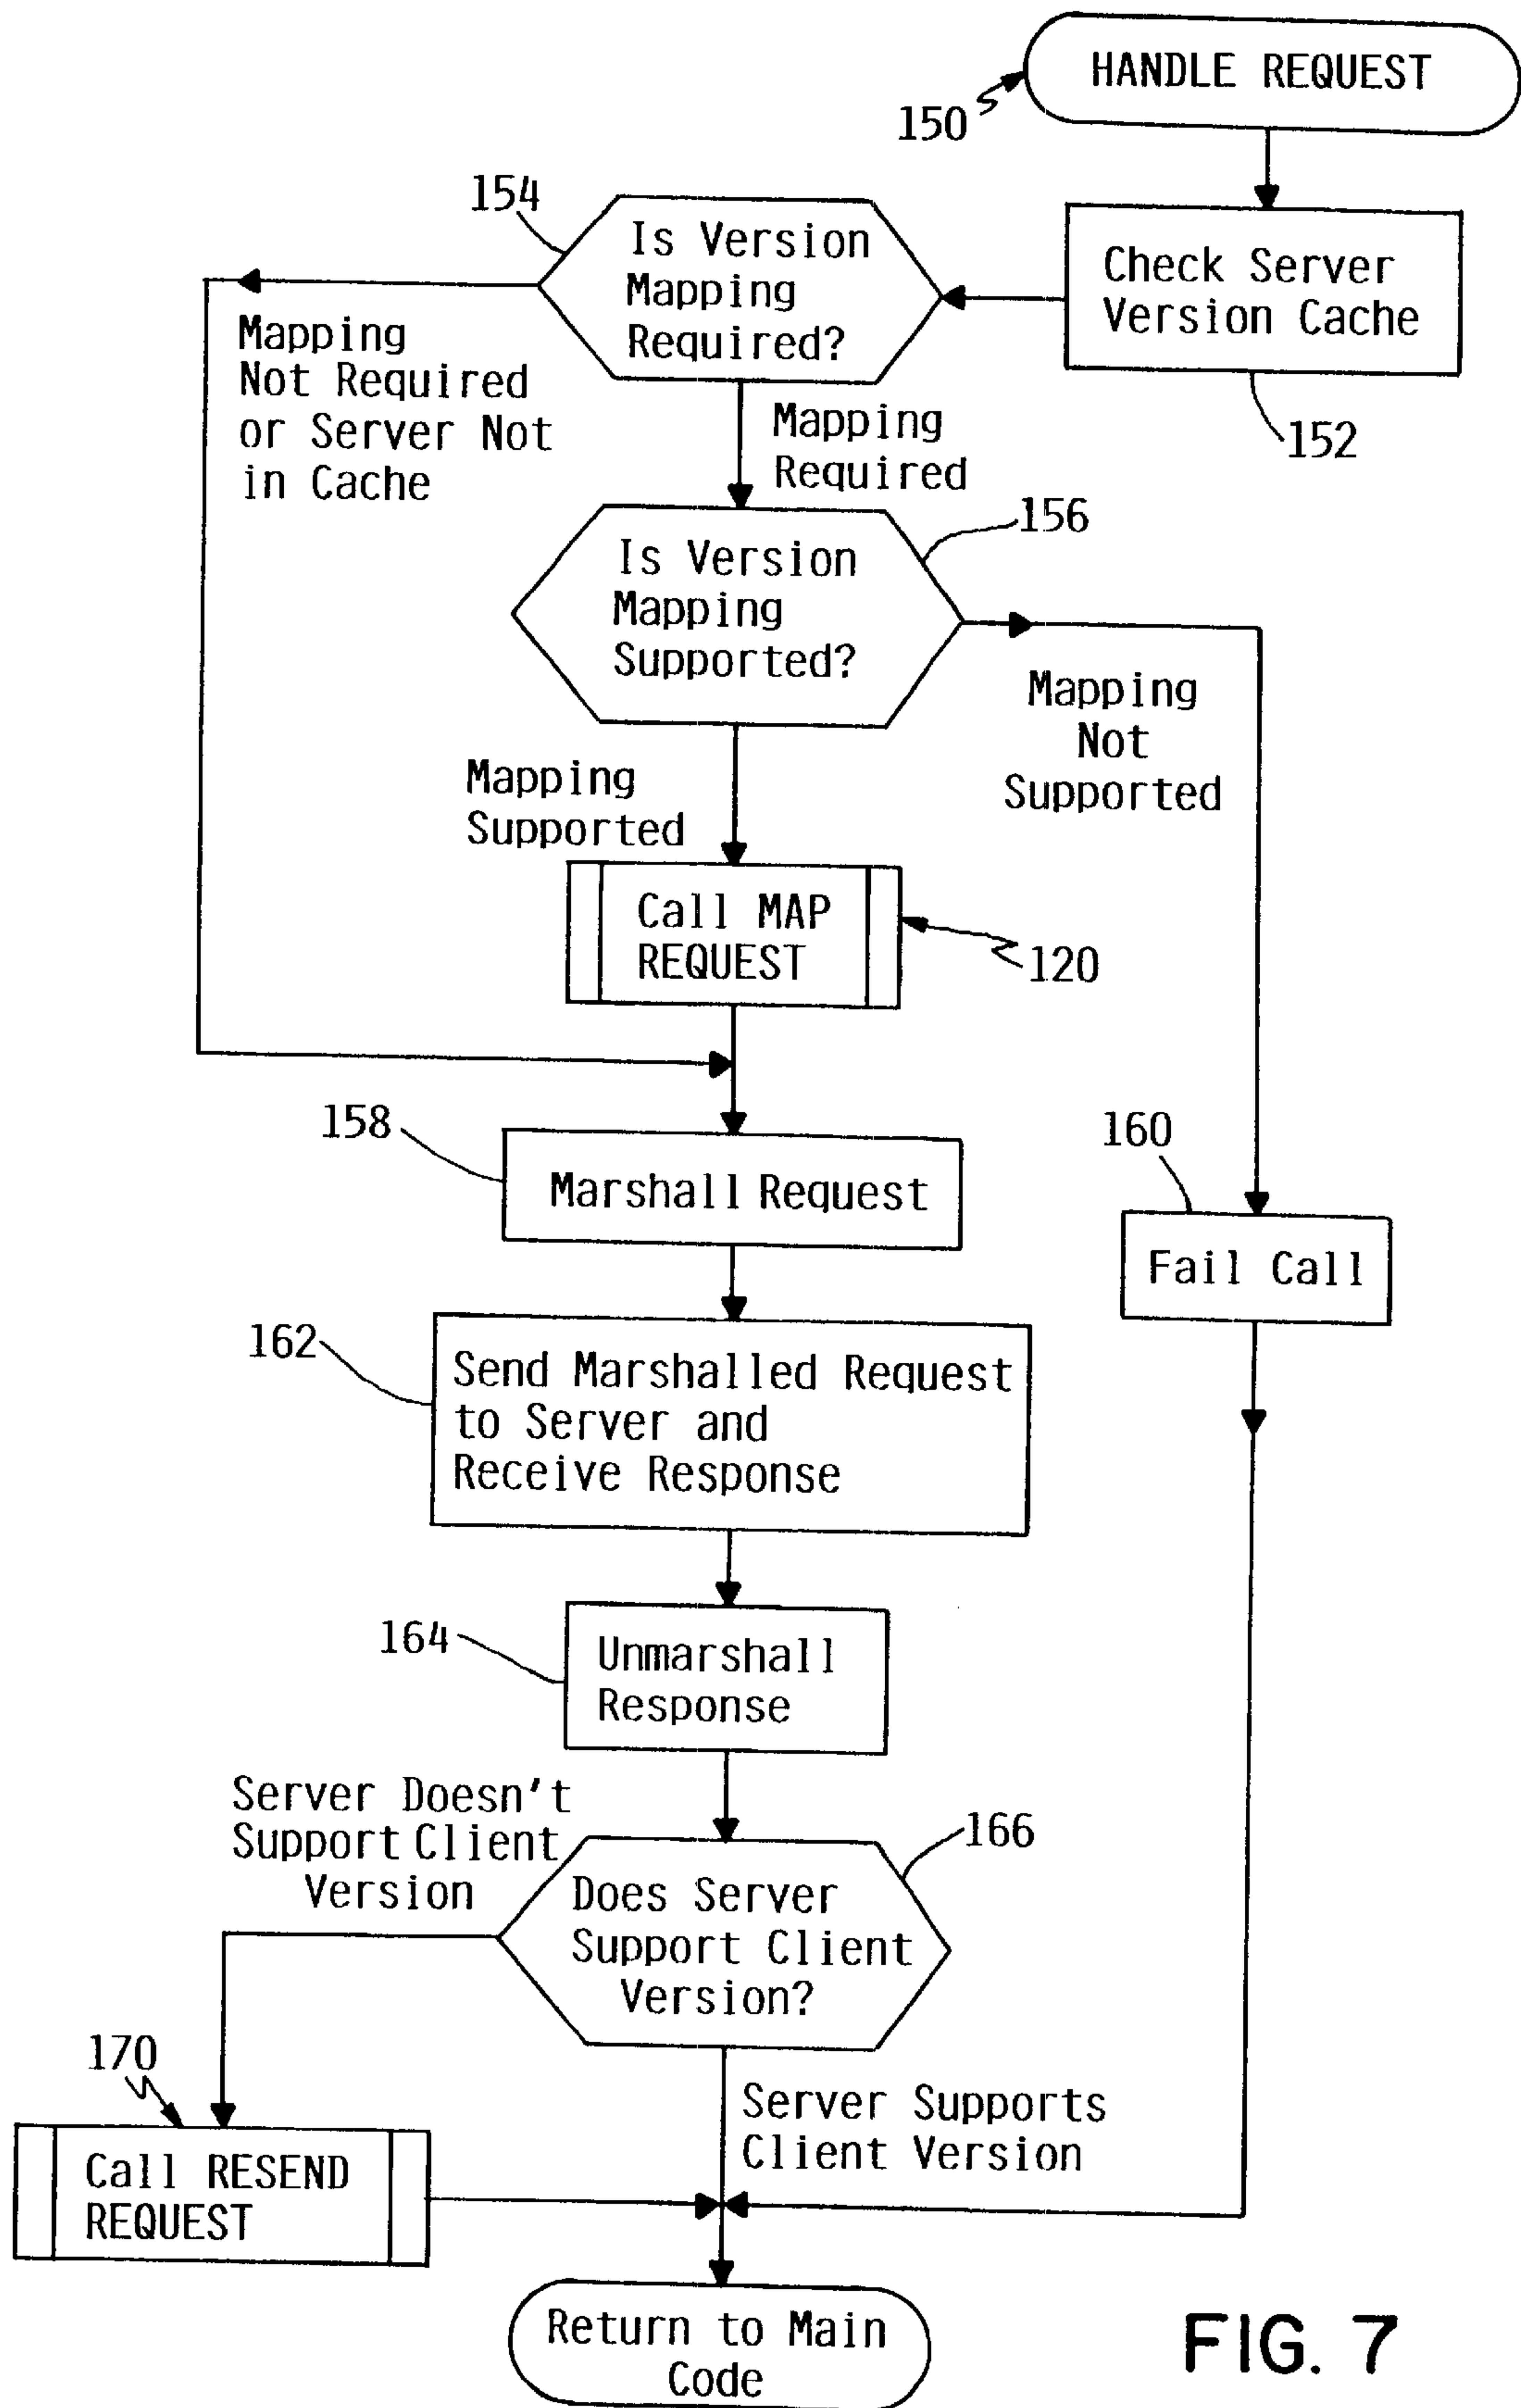 HANDLE REQUEST
150
154
Is Version
Mapping
Required?
Check Server
Version Cache
152
Mapping
Not Required
or Server Not
in Cache
Mapping
Required
156
Is Version
Mapping
Supported?
Mapping
Not
Supported
Mapping
Supported
Call MAP
REQUEST
120
158
Marshall Request
160
Fail Call
162
Send Marshalled Request
to Server and
Receive Response
164
Unmarshall
Response
Server Doesn't
Support Client
Version
166
Does Server
Support Client
Version?
170
Call RESEND
REQUEST
Server Supports
Client Version
Return to Main
Code
FIG. 7